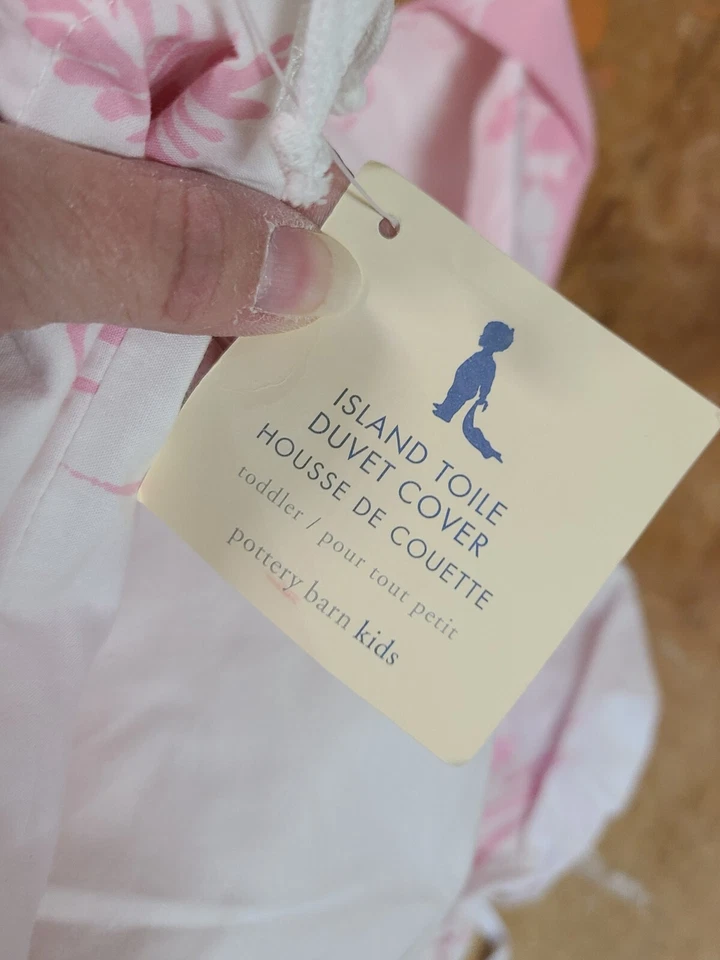 ISLAND TOILE
DUVET COVER
HOUSSE DE COUETTE
toddler / pour tout petit
pottery barn kids